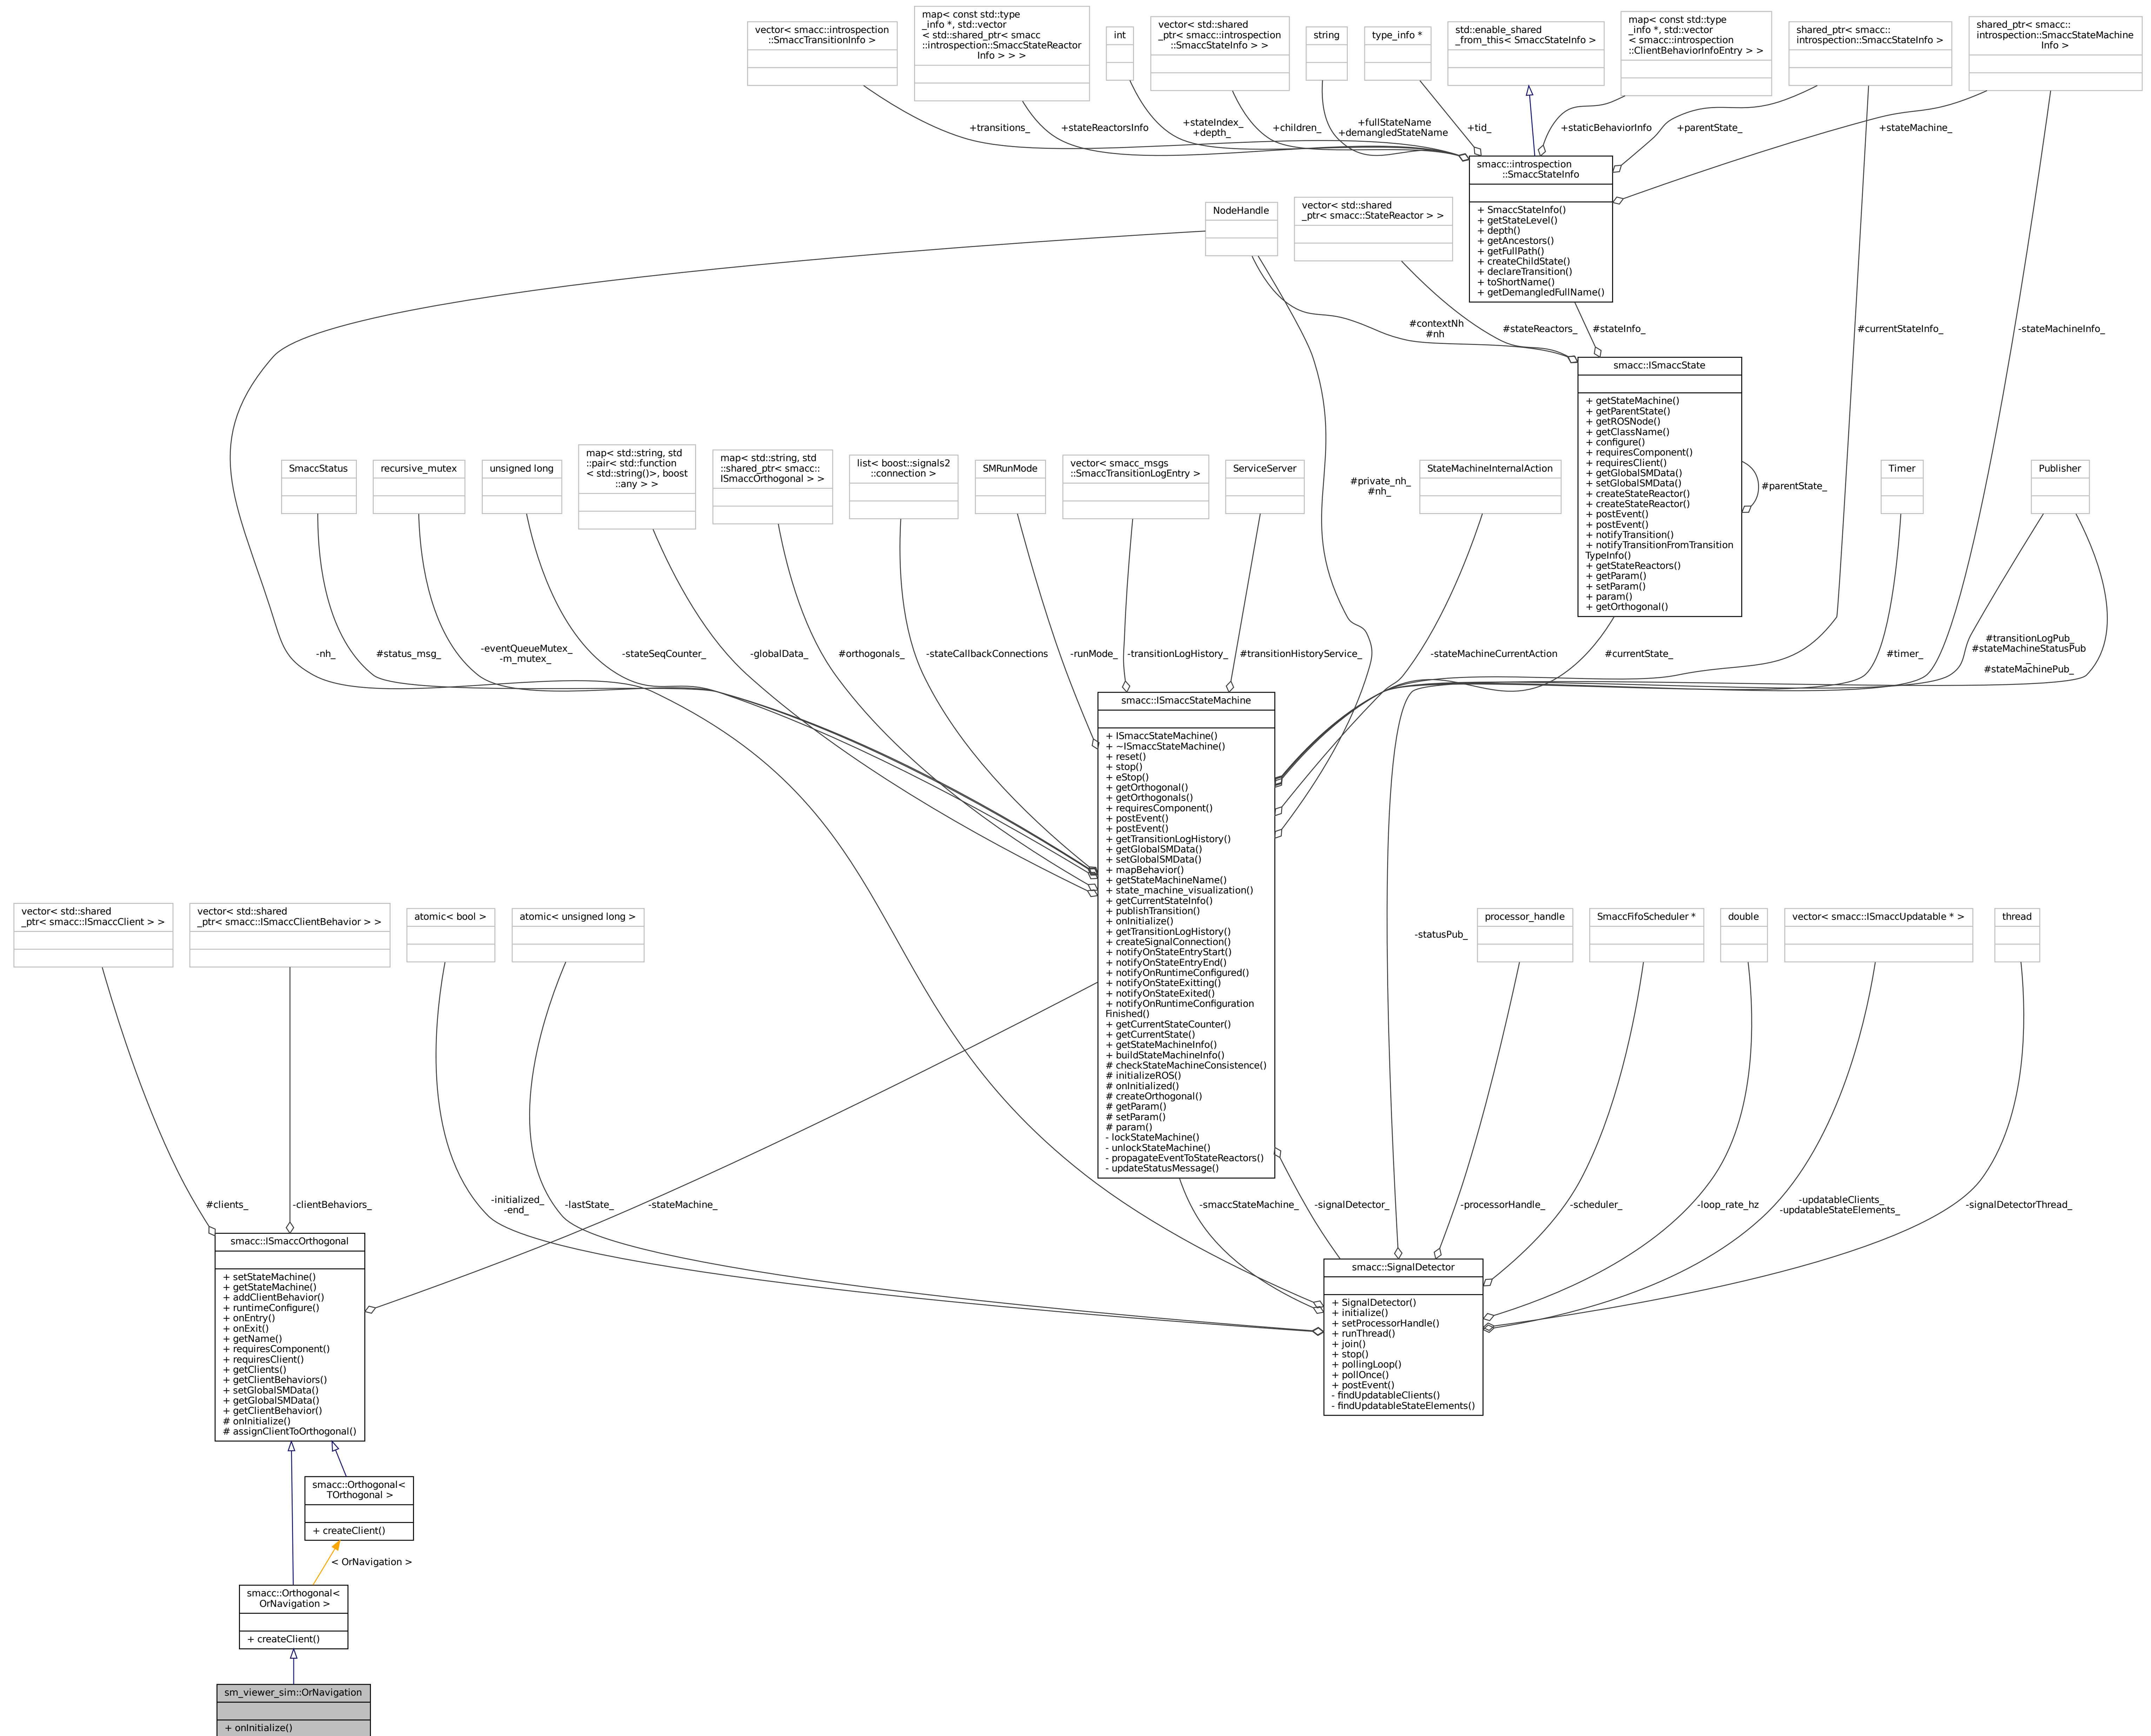 vector< smacc::introspection
::SmaccTransitionInfo >
map< const std::type
_info *, std::vector
< std::shared_ptr< smacc
::introspection::SmaccStateReactor
Info > > >
int
vector< std::shared
_ptr< smacc::introspection
::SmaccStateInfo > >
string
type_info *
std::enable_shared
_from_this< SmaccStateInfo >
map< const std::type
_info *, std::vector
< smacc::introspection
::ClientBehaviorInfoEntry > >
shared_ptr< smacc::
introspection::SmaccStateInfo >
shared_ptr< smacc::
introspection::SmaccStateMachine
Info >
+transitions_
+stateReactorsInfo
+stateIndex_
+depth_
+children_
+fullStateName
+demangledStateName
+tid_
+staticBehaviorInfo
+parentState_
+stateMachine_
smacc::introspection
::SmaccStateInfo
+ SmaccStateInfo()
+ getStateLevel()
+ depth()
+ getAncestors()
+ getFullPath()
+ createChildState()
+ declareTransition()
+ toShortName()
+ getDemangledFullName()
NodeHandle
vector< std::shared
_ptr< smacc::StateReactor > >
#contextNh
#nh
#stateReactors_
#stateInfo_
#currentStateInfo_
-stateMachineInfo_
smacc::ISmaccState
+ getStateMachine()
+ getParentState()
+ getROSNode()
+ getClassName()
+ configure()
+ requiresComponent()
+ requiresClient()
+ getGlobalSMData()
+ setGlobalSMData()
+ createStateReactor()
+ createStateReactor()
+ postEvent()
+ postEvent()
+ notifyTransition()
+ notifyTransitionFromTransition
TypeInfo()
+ getStateReactors()
+ getParam()
+ setParam()
+ param()
+ getOrthogonal()
#parentState_
SmaccStatus
recursive_mutex
unsigned long
map< std::string, std
::pair< std::function
< std::string()>, boost
::any > >
map< std::string, std
::shared_ptr< smacc::
ISmaccOrthogonal > >
list< boost::signals2
::connection >
SMRunMode
vector< smacc_msgs
::SmaccTransitionLogEntry >
ServiceServer
#private_nh_
#nh_
StateMachineInternalAction
Timer
Publisher
-nh_
#status_msg_
-eventQueueMutex_
-m_mutex_
-stateSeqCounter_
-globalData_
#orthogonals_
-stateCallbackConnections
-runMode_
-transitionLogHistory_
#transitionHistoryService_
-stateMachineCurrentAction
#currentState_
#timer_
#transitionLogPub_
#stateMachineStatusPub
_
#stateMachinePub_
smacc::ISmaccStateMachine
+ ISmaccStateMachine()
+ ~ISmaccStateMachine()
+ reset()
+ stop()
+ eStop()
+ getOrthogonal()
+ getOrthogonals()
+ requiresComponent()
+ postEvent()
+ postEvent()
+ getTransitionLogHistory()
+ getGlobalSMData()
+ setGlobalSMData()
+ mapBehavior()
+ getStateMachineName()
+ state_machine_visualization()
+ getCurrentStateInfo()
+ publishTransition()
+ onInitialize()
+ getTransitionLogHistory()
+ createSignalConnection()
+ notifyOnStateEntryStart()
+ notifyOnStateEntryEnd()
+ notifyOnRuntimeConfigured()
+ notifyOnStateExitting()
+ notifyOnStateExited()
+ notifyOnRuntimeConfiguration
Finished()
+ getCurrentStateCounter()
+ getCurrentState()
+ getStateMachineInfo()
+ buildStateMachineInfo()
# checkStateMachineConsistence()
# initializeROS()
# onInitialized()
# createOrthogonal()
# getParam()
# setParam()
# param()
- lockStateMachine()
- unlockStateMachine()
- propagateEventToStateReactors()
- updateStatusMessage()
vector< std::shared
_ptr< smacc::ISmaccClient > >
vector< std::shared
_ptr< smacc::ISmaccClientBehavior > >
atomic< bool >
atomic< unsigned long >
-statusPub_
processor_handle
SmaccFifoScheduler *
double
vector< smacc::ISmaccUpdatable * >
thread
#clients_
-clientBehaviors_
-initialized_
-end_
-lastState_
-stateMachine_
-smaccStateMachine_
-signalDetector_
-processorHandle_
-scheduler_
-loop_rate_hz
-updatableClients_
-updatableStateElements_
-signalDetectorThread_
smacc::ISmaccOrthogonal
+ setStateMachine()
+ getStateMachine()
+ addClientBehavior()
+ runtimeConfigure()
+ onEntry()
+ onExit()
+ getName()
+ requiresComponent()
+ requiresClient()
+ getClients()
+ getClientBehaviors()
+ setGlobalSMData()
+ getGlobalSMData()
+ getClientBehavior()
# onInitialize()
# assignClientToOrthogonal()
smacc::SignalDetector
+ SignalDetector()
+ initialize()
+ setProcessorHandle()
+ runThread()
+ join()
+ stop()
+ pollingLoop()
+ pollOnce()
+ postEvent()
- findUpdatableClients()
- findUpdatableStateElements()
smacc::Orthogonal<
TOrthogonal >
+ createClient()
< OrNavigation >
smacc::Orthogonal<
OrNavigation >
+ createClient()
sm_viewer_sim::OrNavigation
+ onInitialize()